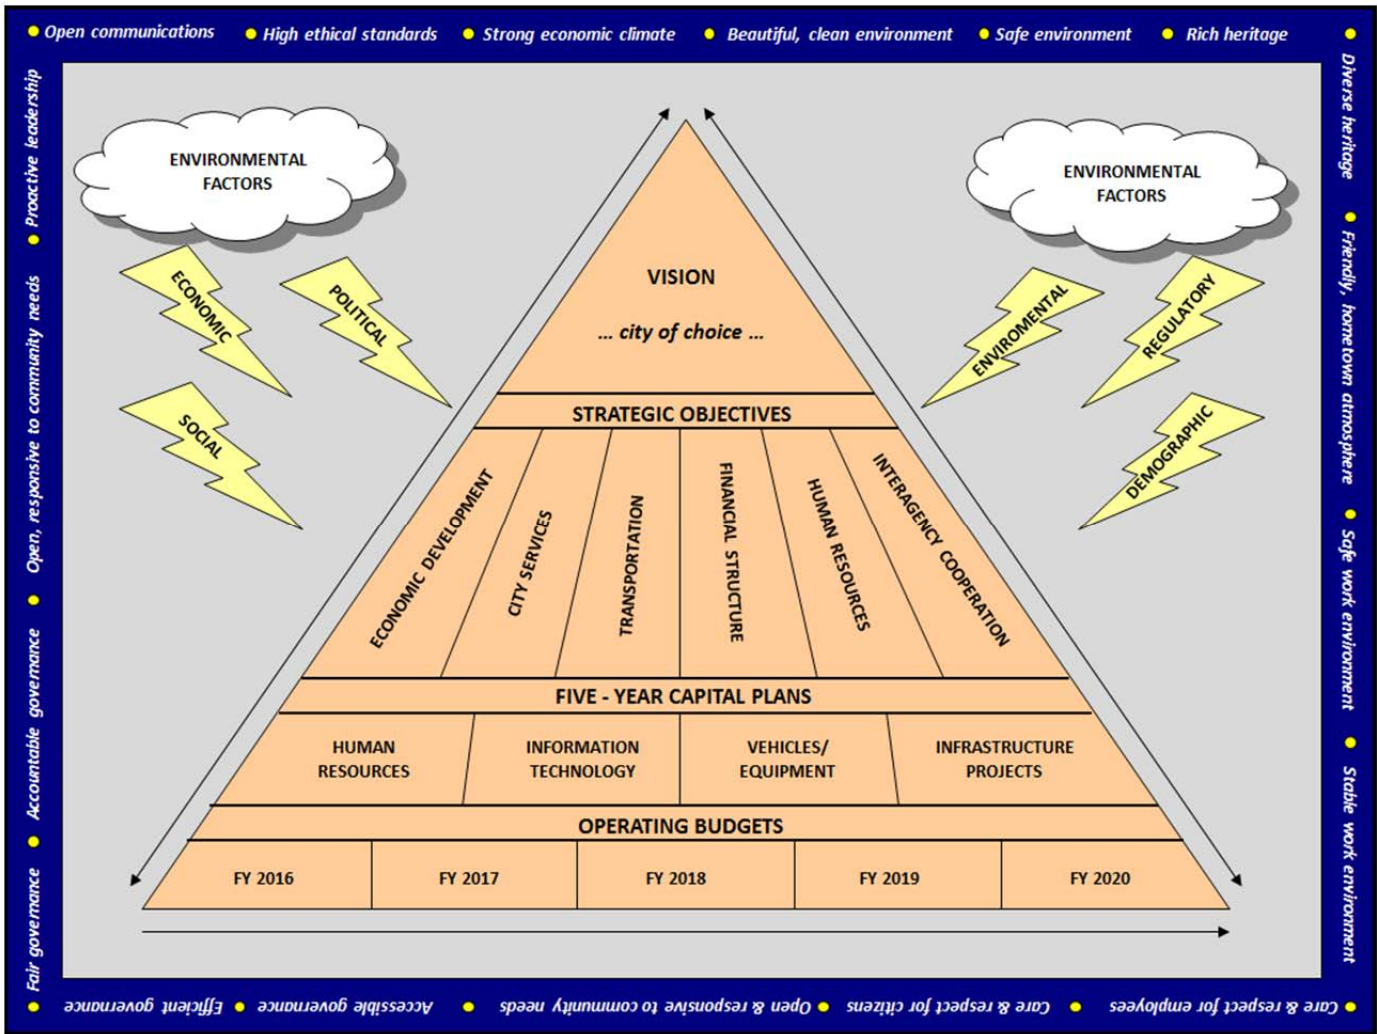 Open communications
High ethical standards
Strong economic climate
Beautiful, clean environment
Safe environment
Rich heritage
Diverse heritage
Friendly, hometown atmosphere
Safe work environment
Stable work environment
Care & respect for employees
Care & respect for citizens
Open & responsive to community needs
Accessible governance
Efficient governance
Fair governance
Accountable governance
Open, responsive to community needs
Proactive leadership
ENVIRONMENTAL
FACTORS
ECONOMIC
POLITICAL
SOCIAL
ENVIRONMENTAL
FACTORS
ENVIROMENTAL
REGULATORY
DEMOGRAPHIC
VISION
... city of choice ...
STRATEGIC OBJECTIVES
ECONOMIC DEVELOPMENT
CITY SERVICES
TRANSPORTATION
FINANCIAL STRUCTURE
HUMAN RESOURCES
INTERAGENCY COOPERATION
FIVE - YEAR CAPITAL PLANS
HUMAN
RESOURCES
INFORMATION
TECHNOLOGY
VEHICLES/
EQUIPMENT
INFRASTRUCTURE
PROJECTS
OPERATING BUDGETS
FY 2016
FY 2017
FY 2018
FY 2019
FY 2020